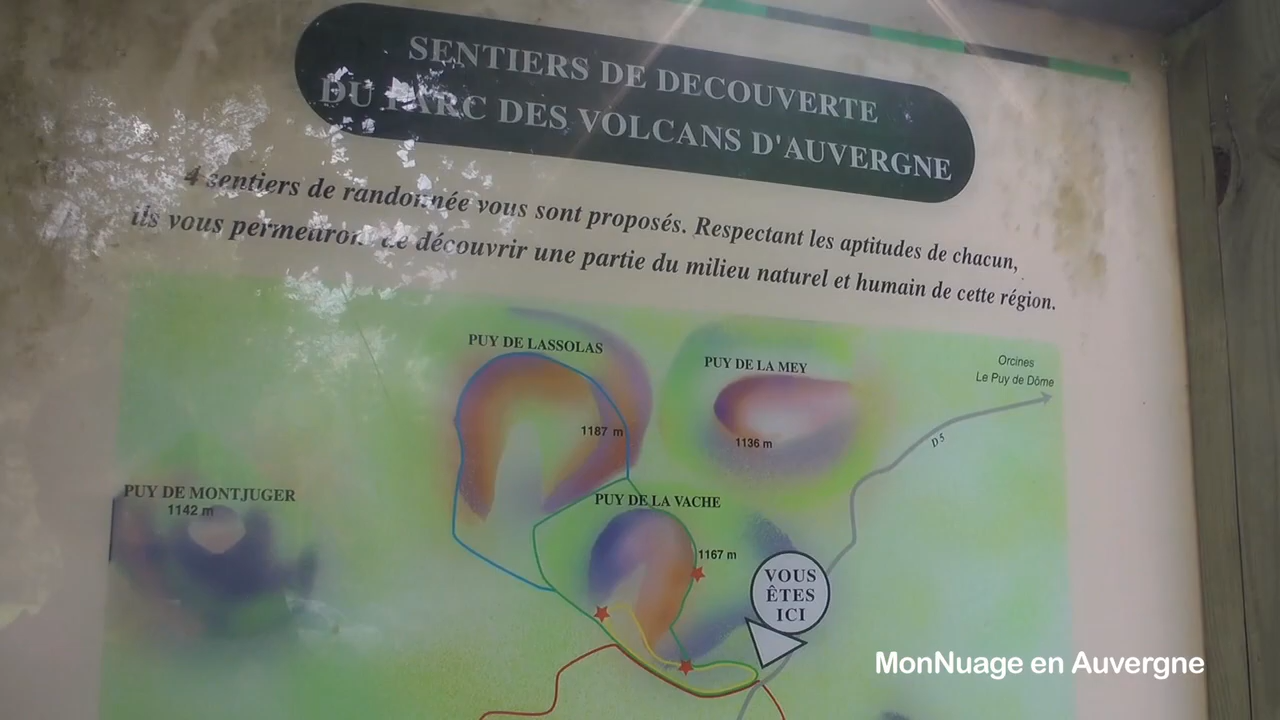 SENTIERS DE DECOUVERTE
DU PARC DES VOLCANS D'AUVERGNE
4 sentiers de randonnée vous sont proposés. Respectant les aptitudes de chacun,
ils vous permettront de découvrir une partie du milieu naturel et humain de cette région.
PUY DE LASSOLAS
1187 m
PUY DE LA MEY
1136 m
Orcines
Le Puy de Dôme
D 5
PUY DE MONTJUGER
1142 m
PUY DE LA VACHE
1167 m
VOUS
ÊTES
ICI
MonNuage en Auvergne